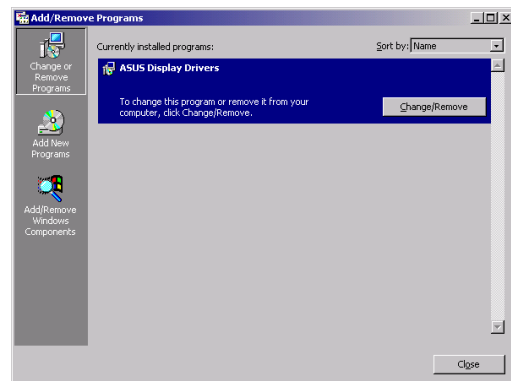 Add/Remove Programs
Change or
Remove
Programs
Add New
Programs
Add/Remove
Windows
Components
Currently installed programs:
Sort by: Name
ASUS Display Drivers
To change this program or remove it from your
computer, click Change/Remove.
Change/Remove
Close